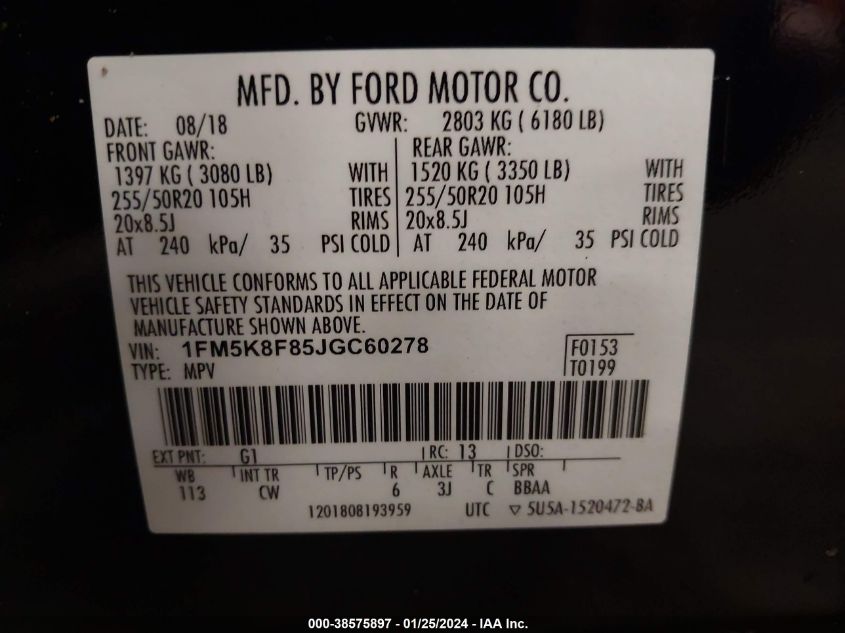 MFD. BY FORD MOTOR CO.
DATE: 08/18 GVWR: 2803 KG ( 6180 LB)
FRONT GAWR: REAR GAWR:
1397 KG ( 3080 LB) WITH 1520 KG ( 3350 LB) WITH
255/50R20 105H TIRES 255/50R20 105H TIRES
20x8.5J RIMS 20x8.5J RIMS
AT 240 kPa/ 35 PSI COLD AT 240 kPa/ 35 PSI COLD
THIS VEHICLE CONFORMS TO ALL APPLICABLE FEDERAL MOTOR
VEHICLE SAFETY STANDARDS IN EFFECT ON THE DATE OF
MANUFACTURE SHOWN ABOVE.
VIN: 1FM5K8F85JGC60278 F0153
TYPE: MPV T0199
EXT PNT: G1 RC: 13 DSO:
WB INT TR TP/PS R AXLE TR SPR
113 CW 6 3J C BBAA
1201808193959 UTC ▽ 5U5A-1520472-BA
000-38575897 - 01/25/2024 - IAA Inc.